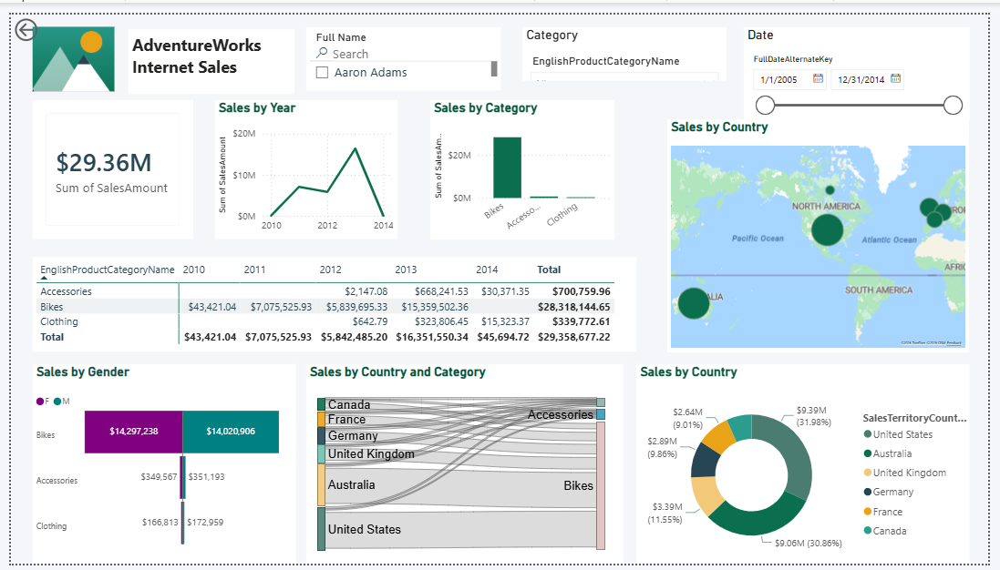 AdventureWorks
Internet Sales
Full Name
Search
Aaron Adams
Category
EnglishProductCategoryName
Date
FullDateAlternateKey
1/1/2005 12/31/2014
$29.36M
Sum of SalesAmount
Sales by Year
Sum of SalesAmount
$20M
$10M
$0M
2010 2012 2014
Sales by Category
Sum of SalesAm...
$20M
$0M
Bikes Accesso... Clothing
Sales by Country
NORTH AMERICA
Pacific Ocean
Atlantic Ocean
AFRIC
SOUTH AMERICA
ALIA
EnglishProductCategoryName 2010 2011 2012 2013 2014 Total
Accessories $2,147.08 $668,241.53 $30,371.35 $700,759.96
Bikes $43,421.04 $7,075,525.93 $5,839,695.33 $15,359,502.36 $28,318,144.65
Clothing $642.79 $323,806.45 $15,323.37 $339,772.61
Total $43,421.04 $7,075,525.93 $5,842,485.20 $16,351,550.34 $45,694.72 $29,358,677.22
Sales by Gender
F M
Bikes $14,297,238 $14,020,906
Accessories $349,567 $351,193
Clothing $166,813 $172,959
Sales by Country and Category
Canada
France
Germany
United Kingdom
Australia
United States
Accessories
Bikes
Sales by Country
$2.64M
(9.01%)
$2.89M
(9.86%)
$3.39M
(11.55%)
$9.39M
(31.98%)
$9.06M (30.86%)
SalesTerritoryCount...
United States
Australia
United Kingdom
Germany
France
Canada